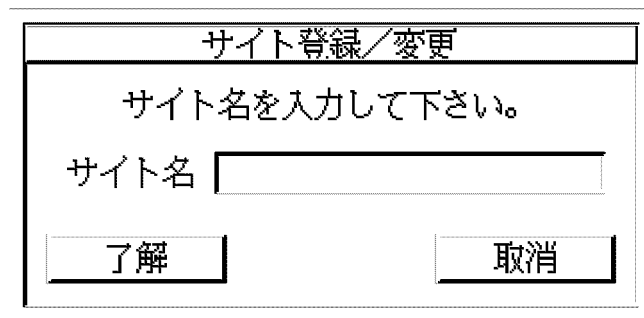 サイト登録／変更
サイト名を入力して下さい。
サイト名
了解 取消